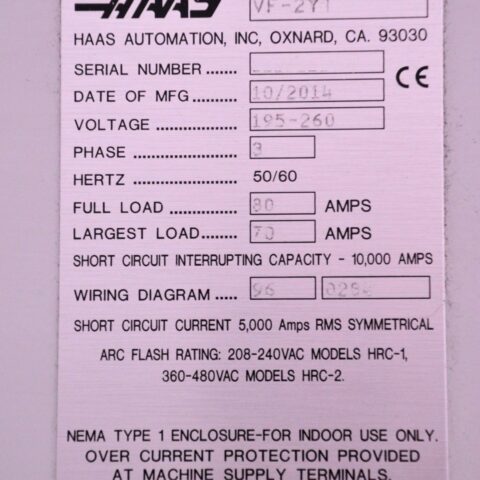 HAAS VF-2YT
HAAS AUTOMATION, INC, OXNARD, CA. 93030
SERIAL NUMBER .......
CE
DATE OF MFG ......... 10/2014
VOLTAGE ............... 195-260
PHASE .................. 3
HERTZ .................. 50/60
FULL LOAD .............. 80 AMPS
LARGEST LOAD ....... 70 AMPS
SHORT CIRCUIT INTERRUPTING CAPACITY - 10,000 AMPS
WIRING DIAGRAM ..... 96
SHORT CIRCUIT CURRENT 5,000 Amps RMS SYMMETRICAL
ARC FLASH RATING: 208-240VAC MODELS HRC-1,
360-480VAC MODELS HRC-2.
NEMA TYPE 1 ENCLOSURE-FOR INDOOR USE ONLY.
OVER CURRENT PROTECTION PROVIDED
AT MACHINE SUPPLY TERMINALS.